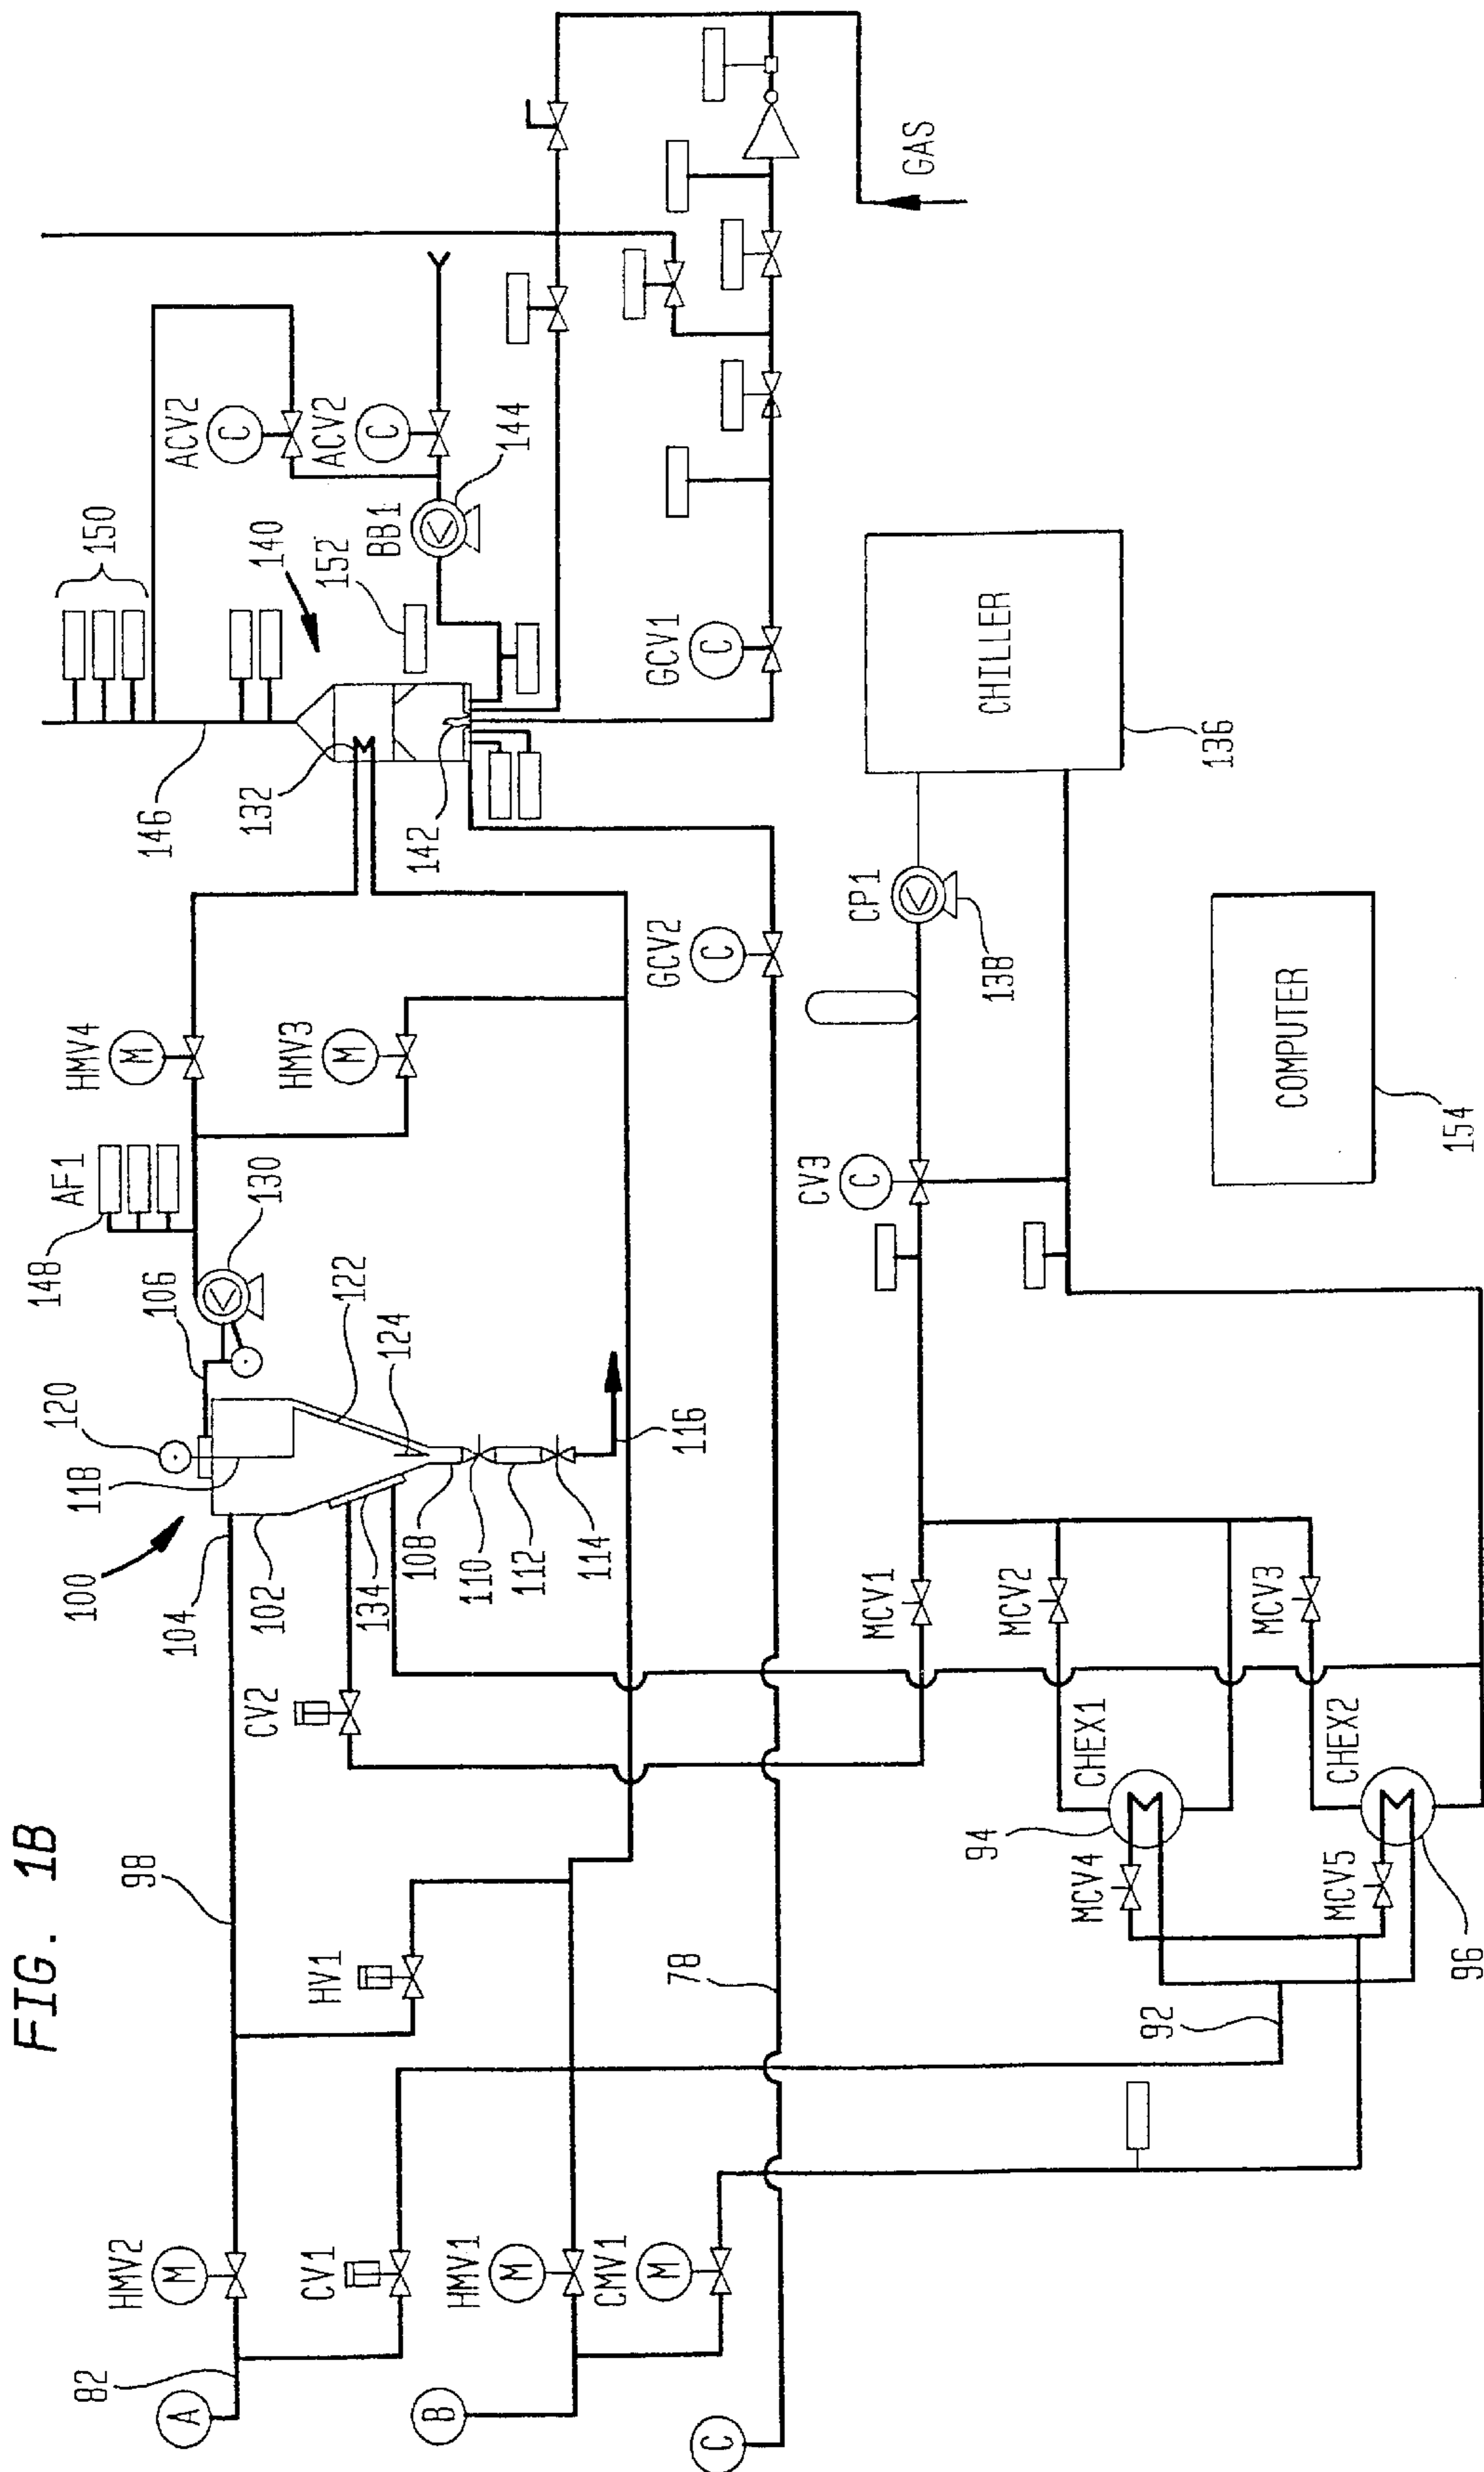 FIG. 1B
120
148
AF1
150
82
HMV2
98
104
100
118
106
HMV4
146
ACV2
CV1
HV1
CV2
102
130
132
140
A
134
122
HMV3
ACV2
M
124
M
152
BB1
C
HMV1
108
142
C
B
110
144
CMV1
112
M
114
M
78
116
GCV2
GCV1
C
C
C
MCV1
CV3
CP1
C
GAS
94
MCV2
138
CHILLER
CHEX1
MCV4
92
136
MCV3
MCV5
CHEX2
COMPUTER
96
154